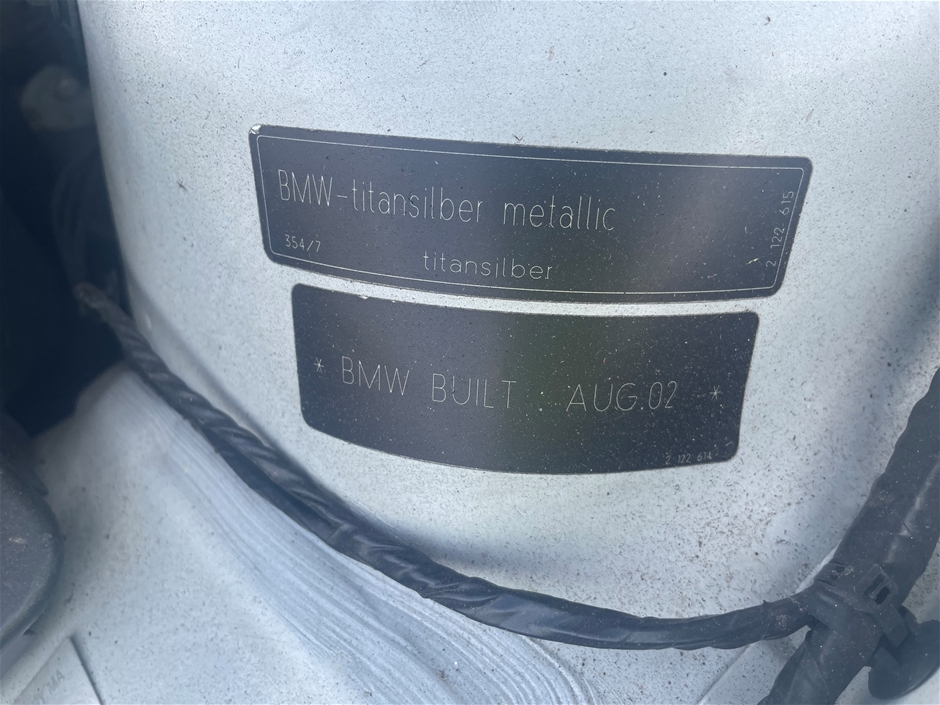 BMW-titansilber metallic
354/7
titansilber
2 122 615
* BMW BUILT AUG.02 *
2 122 614